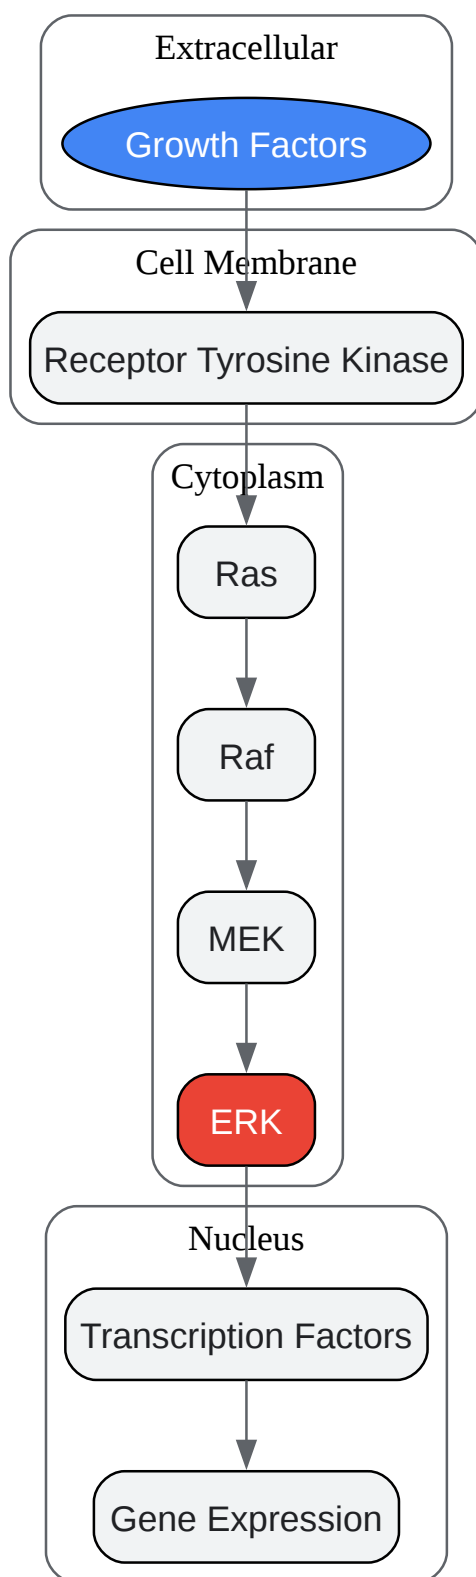 Extracellular
Growth Factors
Cell Membrane
Receptor Tyrosine Kinase
Cytoplasm
Ras
Raf
MEK
ERK
Nucleus
Transcription Factors
Gene Expression